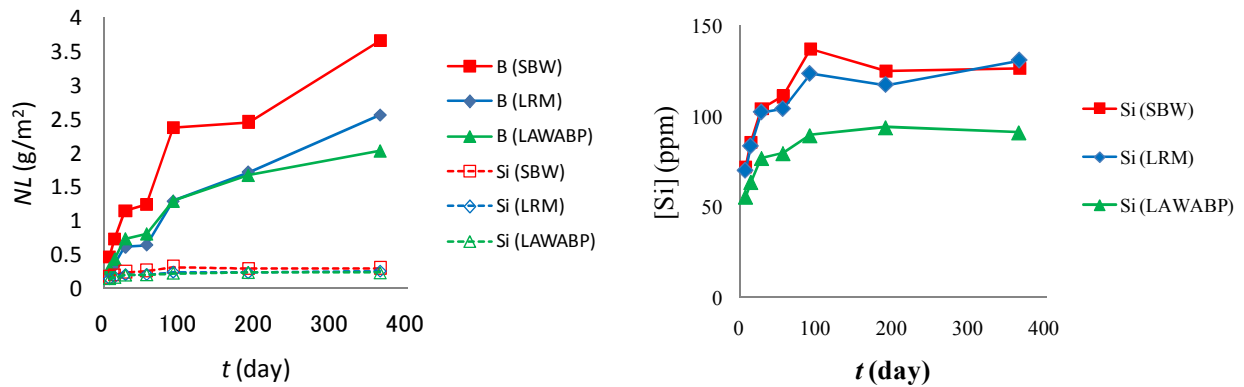 4
3.5
3
2.5
2
1.5
1
0.5
0
0 100 200 300 400
NL (g/m²)
t (day)
B (SBW)
B (LRM)
B (LAWABP)
Si (SBW)
Si (LRM)
Si (LAWABP)
150
100
50
0
0 100 200 300 400
[Si] (ppm)
t (day)
Si (SBW)
Si (LRM)
Si (LAWABP)